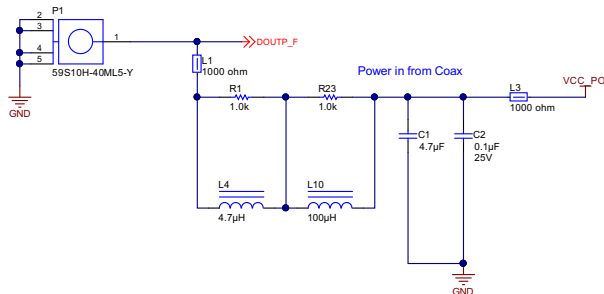 P1
2
3
4
5
1
59S10H-40ML5-Y
GND
DOUTP_F
L1
1000 ohm
R1
1.0k
R23
1.0k
Power in from Coax
L3
1000 ohm
VCC_PO
C1
4.7µF
C2
0.1µF
25V
L4
4.7µH
L10
100µH
GND